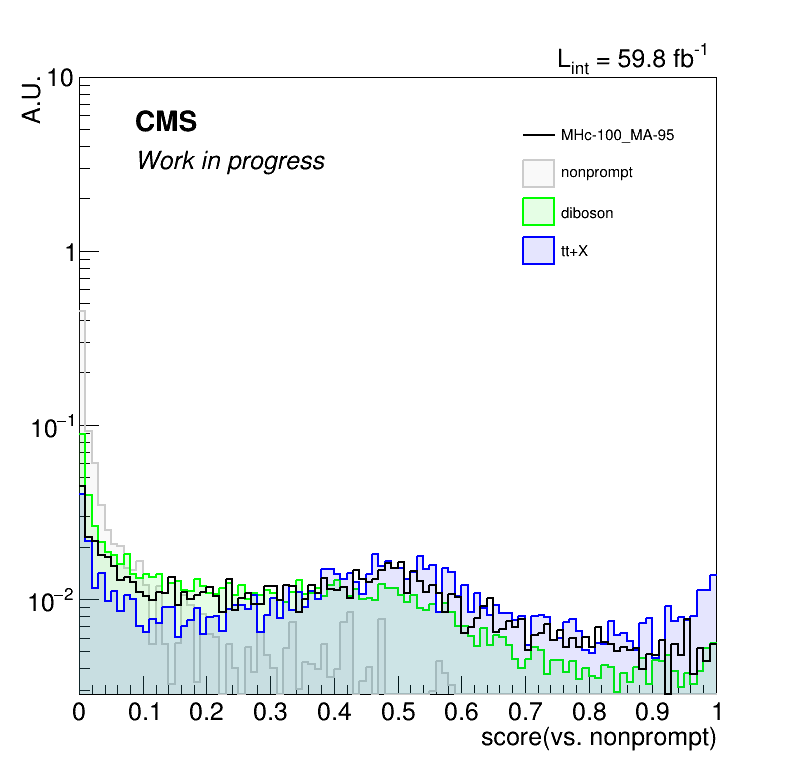 L_int = 59.8 fb^-1
A.U.
10
CMS
Work in progress
MHc-100_MA-95
nonprompt
diboson
tt+X
1
10^−1
10^−2
0 0.1 0.2 0.3 0.4 0.5 0.6 0.7 0.8 0.9 1
score(vs. nonprompt)